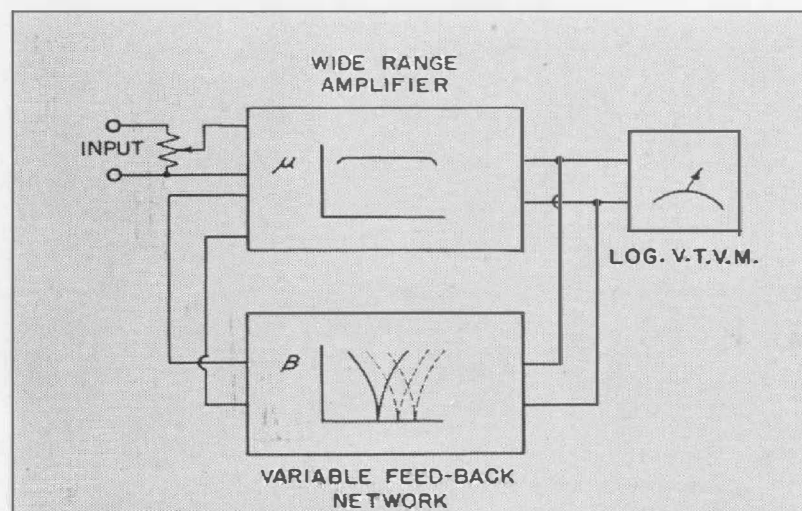 WIDE RANGE
AMPLIFIER
INPUT
μ
LOG. V.T.V.M.
β
VARIABLE FEED-BACK
NETWORK